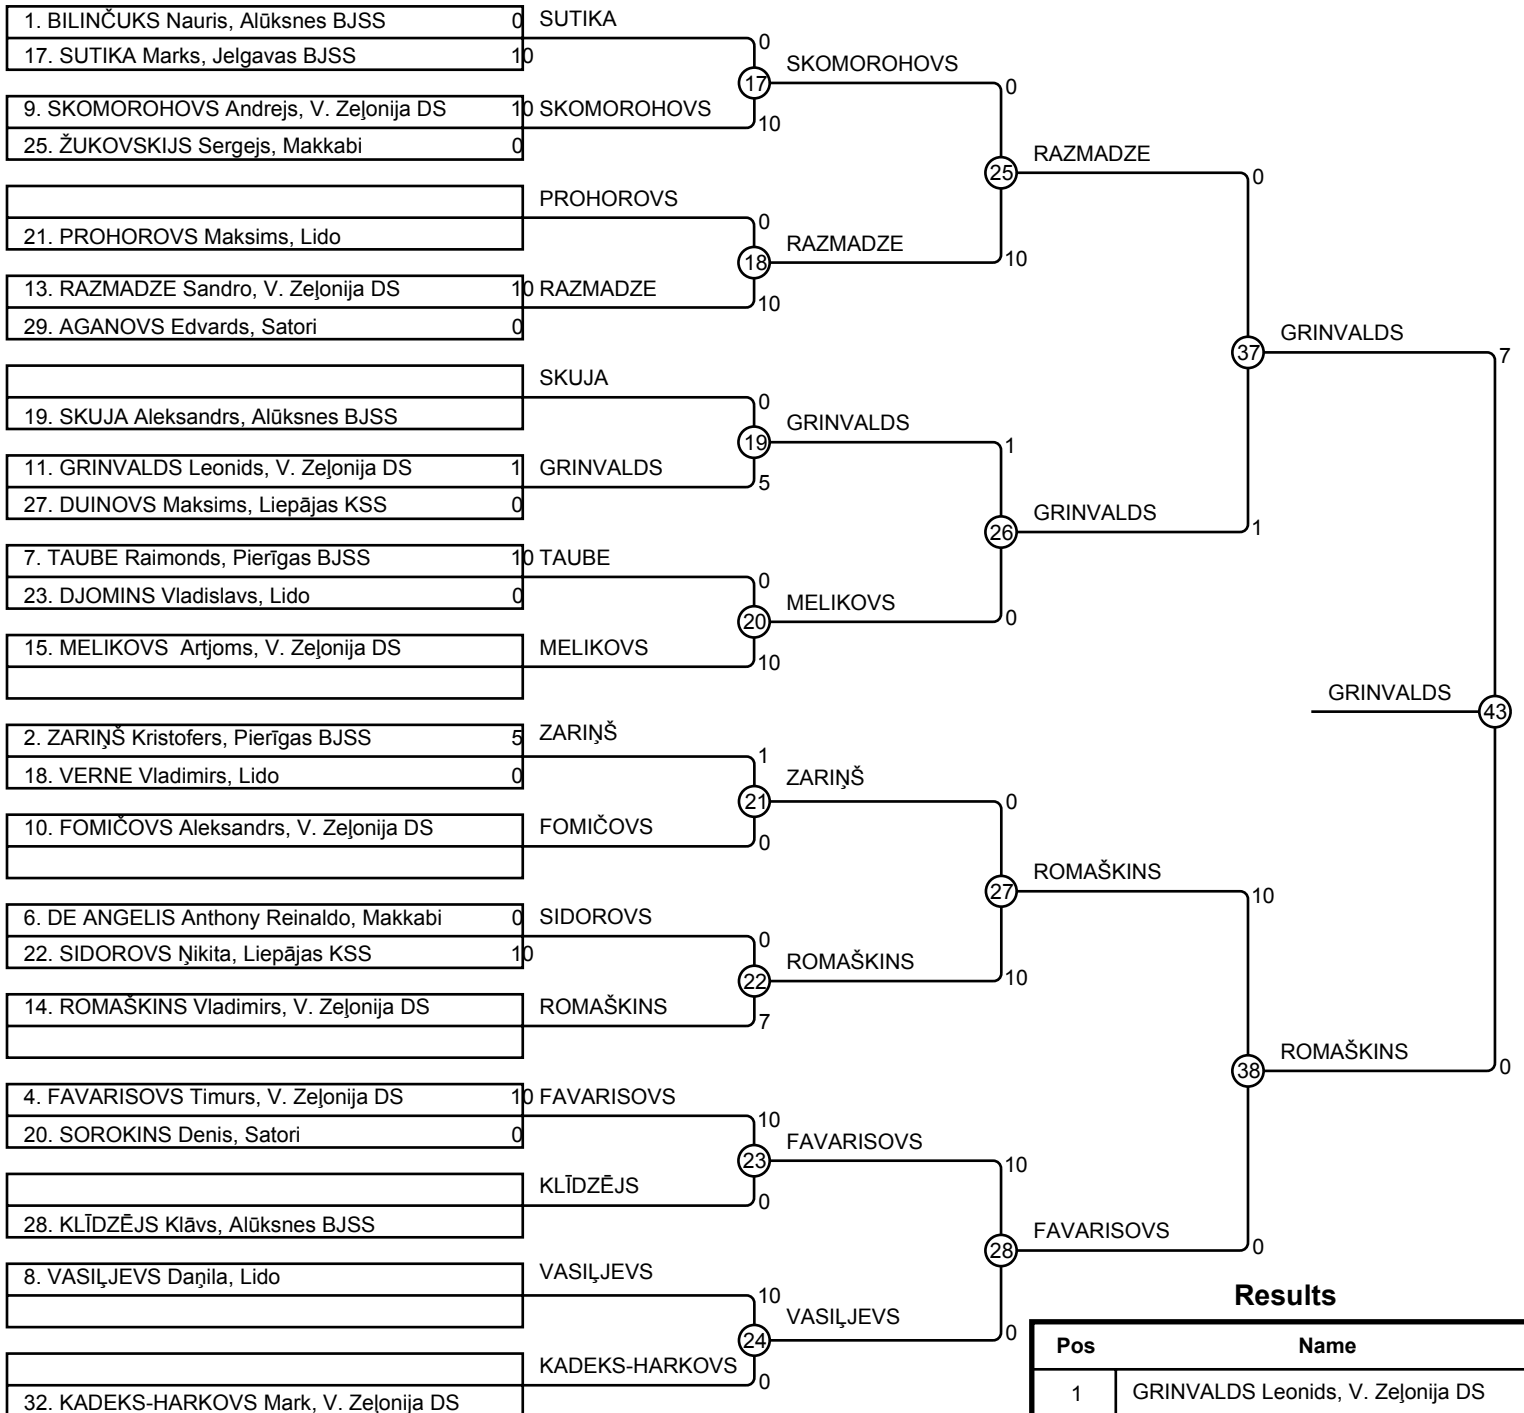 1. BILINČUKS Nauris, Alūksnes BJSS 0 SUTIKA
0
17. SUTIKA Marks, Jelgavas BJSS 10
17 SKOMOROHOVS
0
9. SKOMOROHOVS Andrejs, V. Zeļonija DS 10 SKOMOROHOVS
10
25. ŽUKOVSKIJS Sergejs, Makkabi 0
25 RAZMADZE
0
PROHOROVS
0
21. PROHOROVS Maksims, Lido
18 RAZMADZE
10
13. RAZMADZE Sandro, V. Zeļonija DS 10 RAZMADZE
10
29. AGANOVS Edvards, Satori 0
37 GRINVALDS
7
SKUJA
0
19. SKUJA Aleksandrs, Alūksnes BJSS
19 GRINVALDS
1
11. GRINVALDS Leonids, V. Zeļonija DS 1 GRINVALDS
5
27. DUINOVS Maksims, Liepājas KSS 0
26 GRINVALDS
1
7. TAUBE Raimonds, Pierīgas BJSS 10 TAUBE
0
23. DJOMINS Vladislavs, Lido 0
20 MELIKOVS
0
15. MELIKOVS Artjoms, V. Zeļonija DS MELIKOVS
10
GRINVALDS 43
2. ZARIŅŠ Kristofers, Pierīgas BJSS 5 ZARIŅŠ
1
18. VERNE Vladimirs, Lido 0
21 ZARIŅŠ
0
10. FOMIČOVS Aleksandrs, V. Zeļonija DS FOMIČOVS
0
27 ROMAŠKINS
10
6. DE ANGELIS Anthony Reinaldo, Makkabi 0 SIDOROVS
0
22. SIDOROVS Ņikita, Liepājas KSS 10
22 ROMAŠKINS
10
14. ROMAŠKINS Vladimirs, V. Zeļonija DS ROMAŠKINS
7
38 ROMAŠKINS
0
4. FAVARISOVS Timurs, V. Zeļonija DS 10 FAVARISOVS
10
20. SOROKINS Denis, Satori 0
23 FAVARISOVS
10
KLĪDZĒJS
0
28. KLĪDZĒJS Klāvs, Alūksnes BJSS
28 FAVARISOVS
0
8. VASIĻJEVS Daņila, Lido VASIĻJEVS
10
24 VASIĻJEVS
0
KADEKS-HARKOVS
0
32. KADEKS-HARKOVS Mark, V. Zeļonija DS
Results
Pos Name
1 GRINVALDS Leonids, V. Zeļonija DS